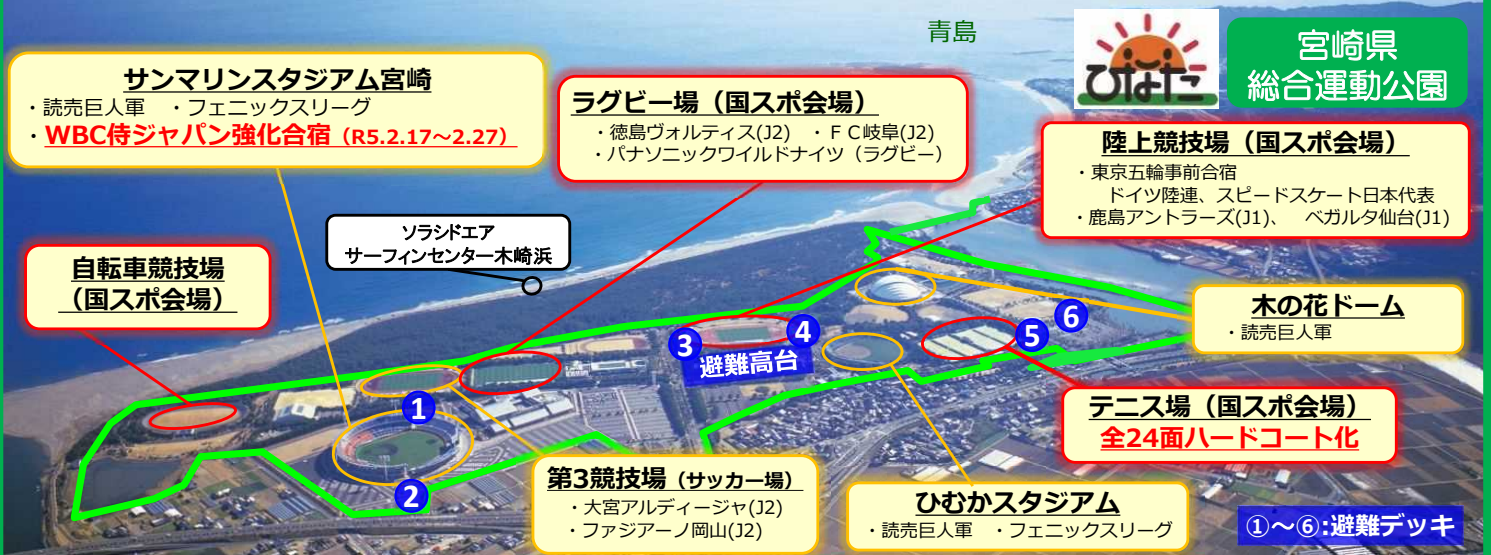 青島
ひなた
宮崎県
総合運動公園
サンマリンスタジアム宮崎
・読売巨人軍 ・フェニックスリーグ
・WBC侍ジャパン強化合宿（R5.2.17～2.27）
ラグビー場（国スポ会場）
・徳島ヴォルティス(J2) ・ＦＣ岐阜(J2)
・パナソニックワイルドナイツ（ラグビー）
陸上競技場（国スポ会場）
・東京五輪事前合宿
ドイツ陸連、スピードスケート日本代表
・鹿島アントラーズ(J1)、 ベガルタ仙台(J1)
ソラシドエア
サーフィンセンター木崎浜
自転車競技場
（国スポ会場）
木の花ドーム
・読売巨人軍
1
2
3
4
5
6
避難高台
テニス場（国スポ会場）
全24面ハードコート化
第3競技場（サッカー場）
・大宮アルディージャ(J2)
・ファジアーノ岡山(J2)
ひむかスタジアム
・読売巨人軍 ・フェニックスリーグ
①～⑥:避難デッキ